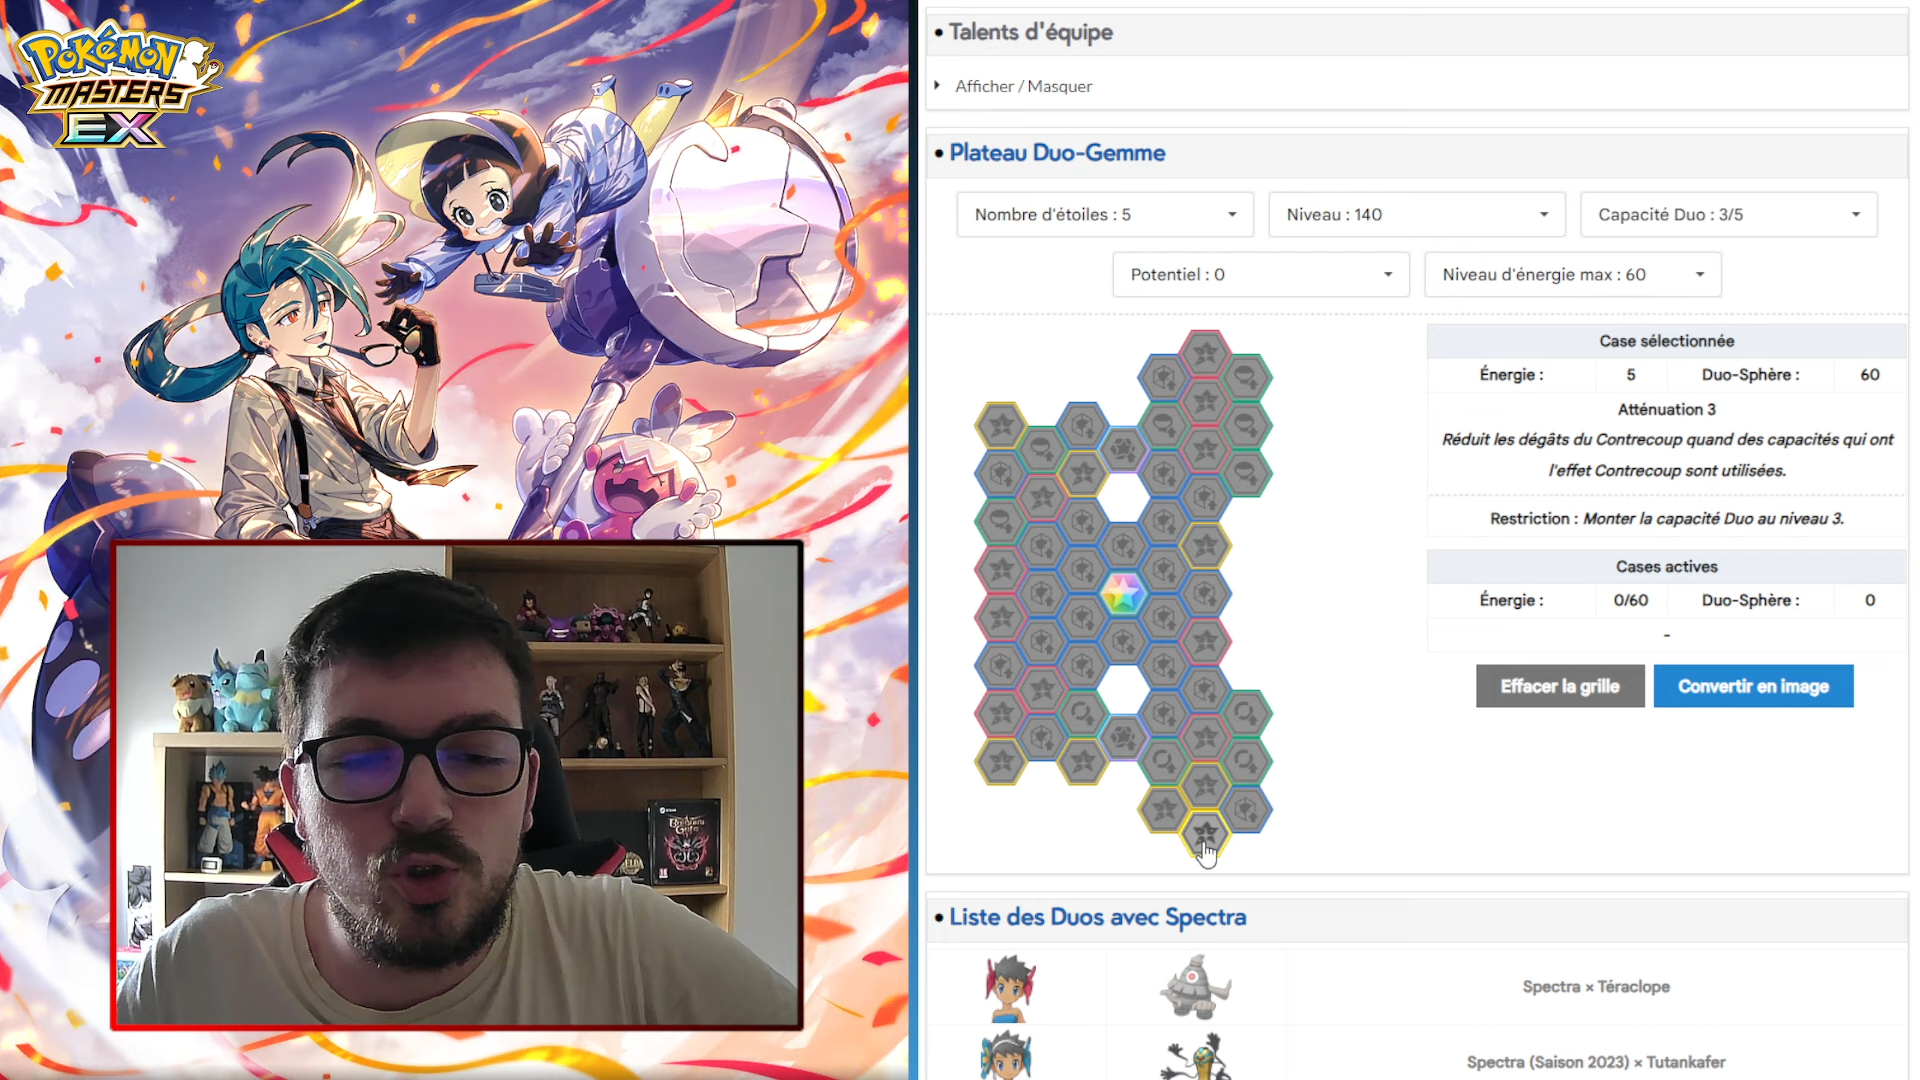 POKÉMON
MASTERS
EX
• Talents d'équipe
Afficher / Masquer
• Plateau Duo-Gemme
Nombre d'étoiles : 5
Niveau : 140
Capacité Duo : 3/5
Potentiel : 0
Niveau d'énergie max : 60
Case sélectionnée
Énergie : 5 Duo-Sphère : 60
Atténuation 3
Réduit les dégâts du Contrecoup quand des capacités qui ont
l'effet Contrecoup sont utilisées.
Restriction : Monter la capacité Duo au niveau 3.
Cases actives
Énergie : 0/60 Duo-Sphère : 0
-
Effacer la grille
Convertir en image
• Liste des Duos avec Spectra
Spectra × Téraclope
Spectra (Saison 2023) × Tutankafer